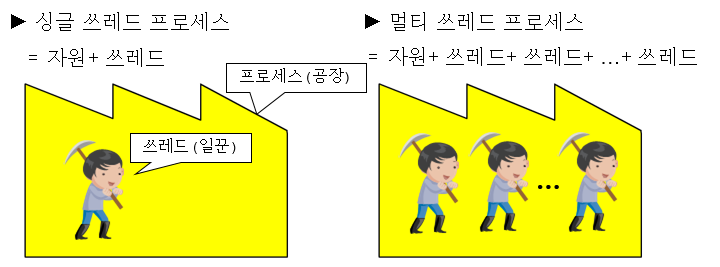 ▶ 싱글 쓰레드 프로세스
= 자원+ 쓰레드
프로세스 (공장)
쓰레드 (일꾼)
▶ 멀티 쓰레드 프로세스
= 자원+ 쓰레드+ 쓰레드+ …+ 쓰레드
...